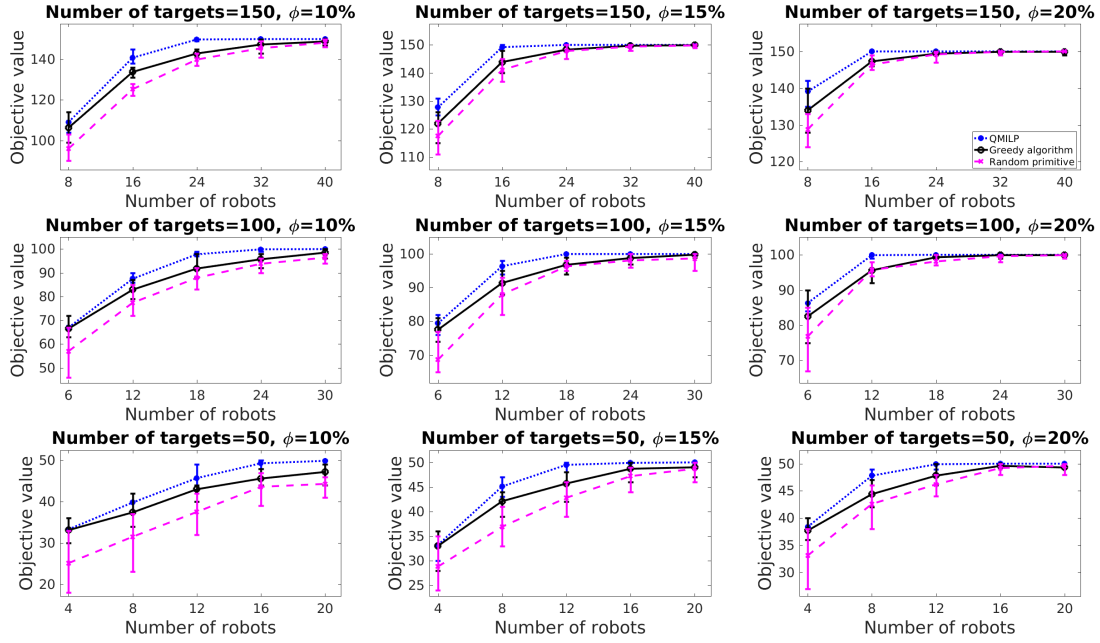 Number of targets=150, ϕ=10%
Number of targets=150, ϕ=15%
Number of targets=150, ϕ=20%
Objective value
140
120
100
8 16 24 32 40
Number of robots
Objective value
150
140
130
120
110
8 16 24 32 40
Number of robots
Objective value
150
140
130
120
QMILP
Greedy algorithm
Random primitive
8 16 24 32 40
Number of robots
Number of targets=100, ϕ=10%
Number of targets=100, ϕ=15%
Number of targets=100, ϕ=20%
Objective value
100
90
80
70
60
50
6 12 18 24 30
Number of robots
Objective value
100
90
80
70
6 12 18 24 30
Number of robots
Objective value
100
90
80
70
6 12 18 24 30
Number of robots
Number of targets=50, ϕ=10%
Number of targets=50, ϕ=15%
Number of targets=50, ϕ=20%
Objective value
50
40
30
20
4 8 12 16 20
Number of robots
Objective value
50
45
40
35
30
25
4 8 12 16 20
Number of robots
Objective value
50
45
40
35
30
4 8 12 16 20
Number of robots